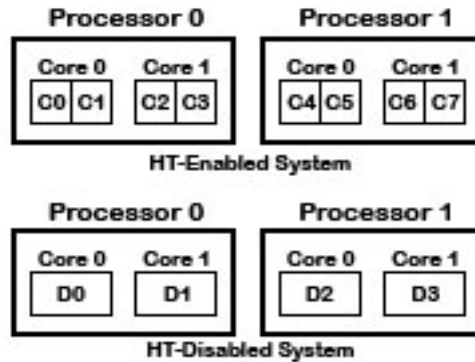 Processor 0 Processor 1
Core 0 Core 1 Core 0 Core 1
C0 C1 C2 C3 C4 C5 C6 C7
HT-Enabled System
Processor 0 Processor 1
Core 0 Core 1 Core 0 Core 1
D0 D1 D2 D3
HT-Disabled System